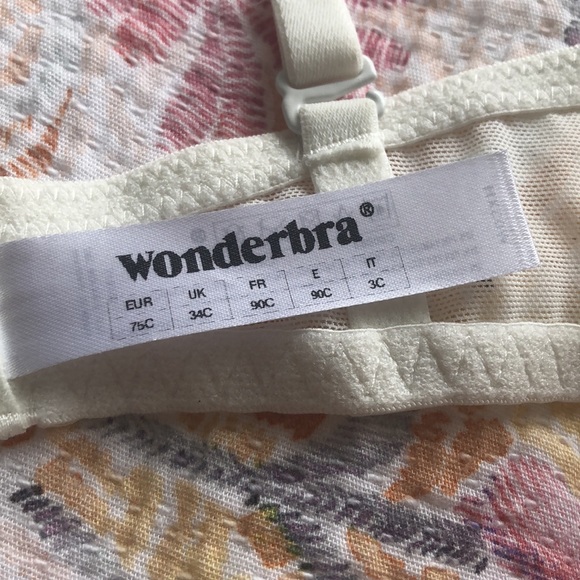 Wonderbra®
EUR UK FR E IT
75C 34C 90C 90C 3C